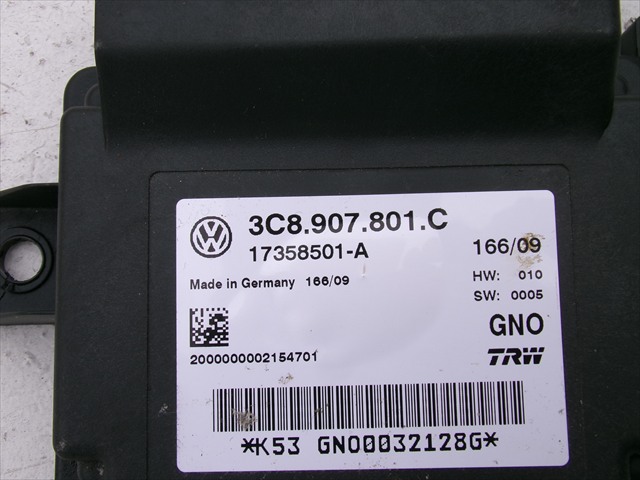 3C8.907.801.C
17358501-A 166/09
Made in Germany 166/09 HW: 010
SW: 0005
GNO
2000000002154701 TRW
*K53 GNO0032128G*